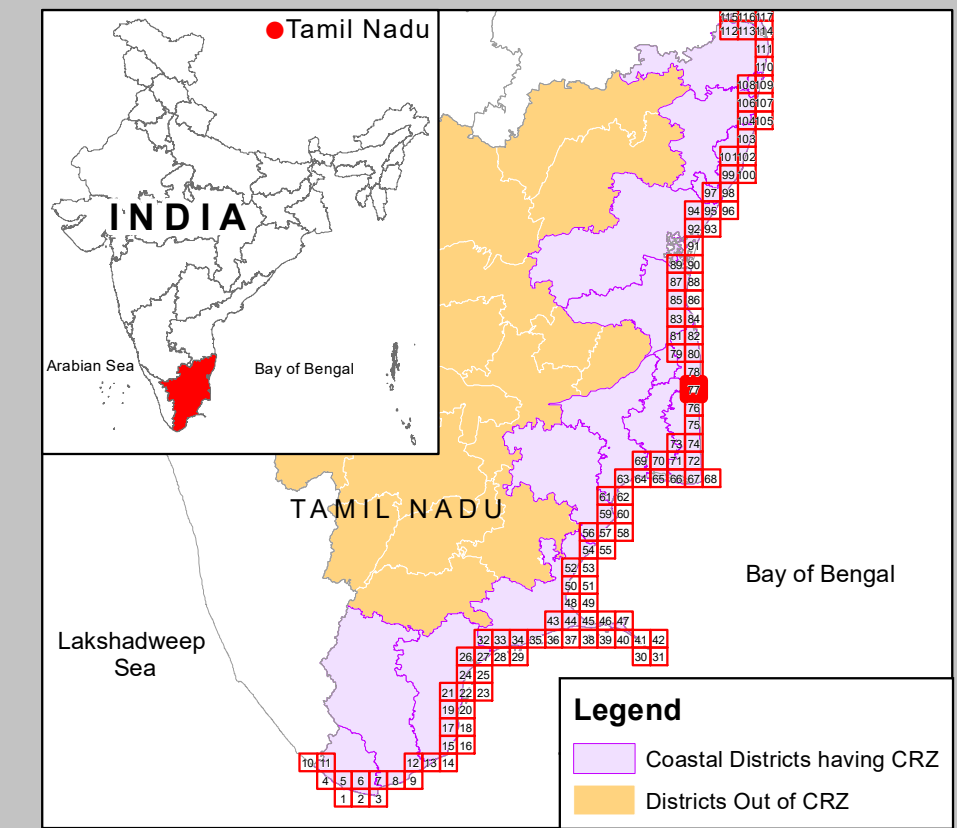 Tamil Nadu
INDIA
Arabian Sea
Bay of Bengal
115 116 117
112 113 114
111
110
108 109
106 107
104 105
103
101 102
99 100
97 98
94 95 96
92 93
91
89 90
87 88
85 86
83 84
81 82
79 80
78
77
76
75
73 74
69 70 71 72
63 64 65 66 67 68
61 62
TAMIL NADU
59 60
56 57 58
54 55
52 53
Bay of Bengal
50 51
48 49
43 44 45 46 47
Lakshadweep
Sea
32 33 34 35 36 37 38 39 40 41 42
26 27 28 29 30 31
24 25
21 22 23
19 20
17 18
15 16
10 11 12 13 14
4 5 6 7 8 9
1 2 3
Legend
Coastal Districts having CRZ
Districts Out of CRZ